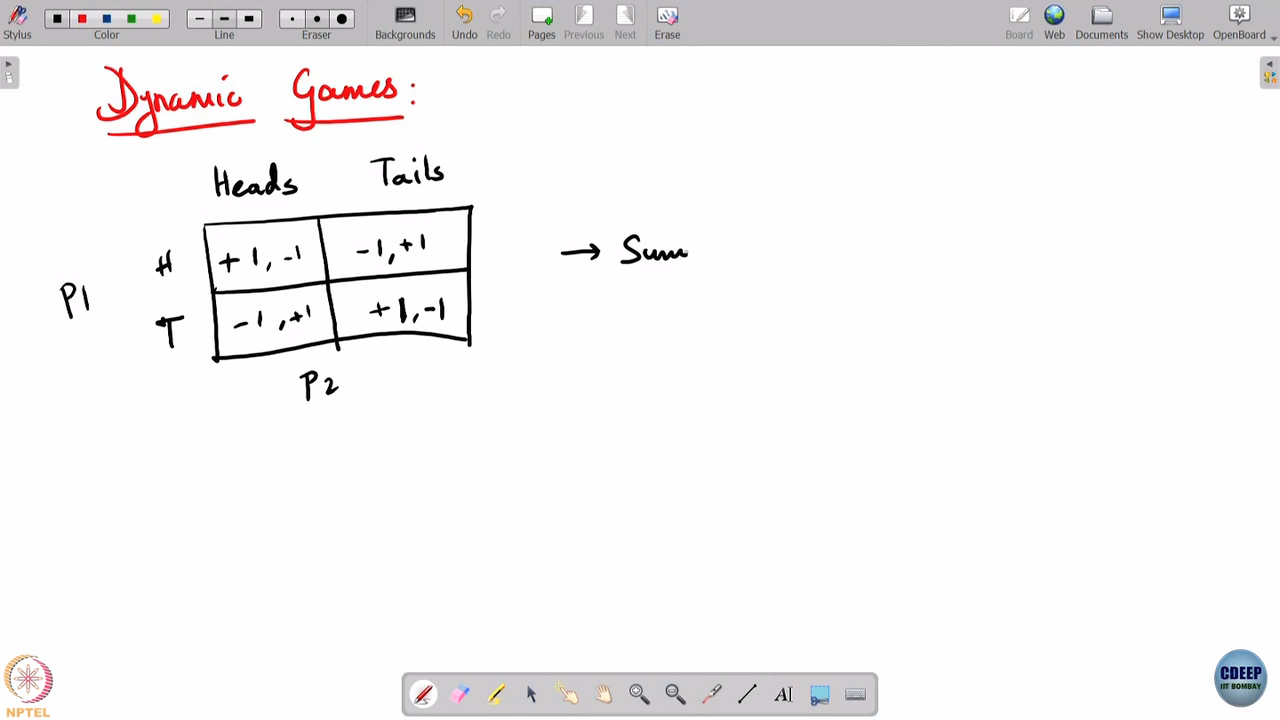 Stylus Color Line Eraser Backgrounds Undo Redo Pages Previous Next Erase Board Web Documents Show Desktop OpenBoard
Dynamic Games:
Heads Tails
H +1, -1 -1, +1 → Sum
P1
T -1, +1 +1, -1
P2
NPTEL
CDEEP
IIT BOMBAY